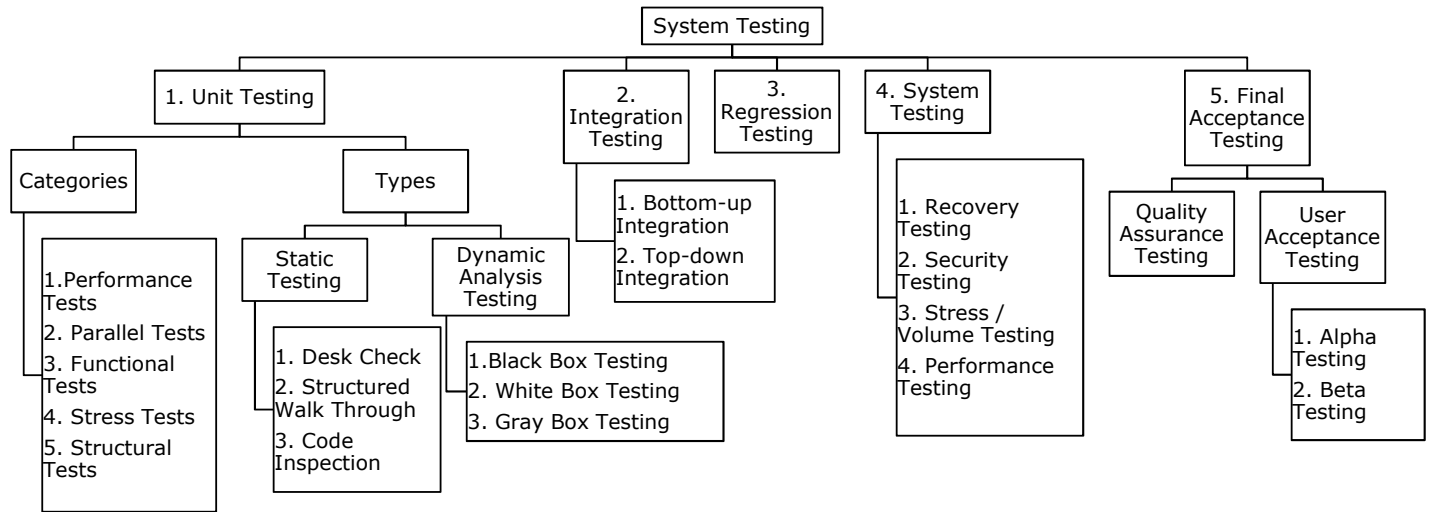 System Testing
1. Unit Testing
2.
Integration
Testing
3.
Regression
Testing
4. System
Testing
5. Final
Acceptance
Testing
Categories
Types
1.Performance
Tests
2. Parallel Tests
3. Functional
Tests
4. Stress Tests
5. Structural
Tests
Static
Testing
Dynamic
Analysis
Testing
1. Desk Check
2. Structured
Walk Through
3. Code
Inspection
1.Black Box Testing
2. White Box Testing
3. Gray Box Testing
1. Bottom-up
Integration
2. Top-down
Integration
1. Recovery
Testing
2. Security
Testing
3. Stress /
Volume Testing
4. Performance
Testing
Quality
Assurance
Testing
User
Acceptance
Testing
1. Alpha
Testing
2. Beta
Testing